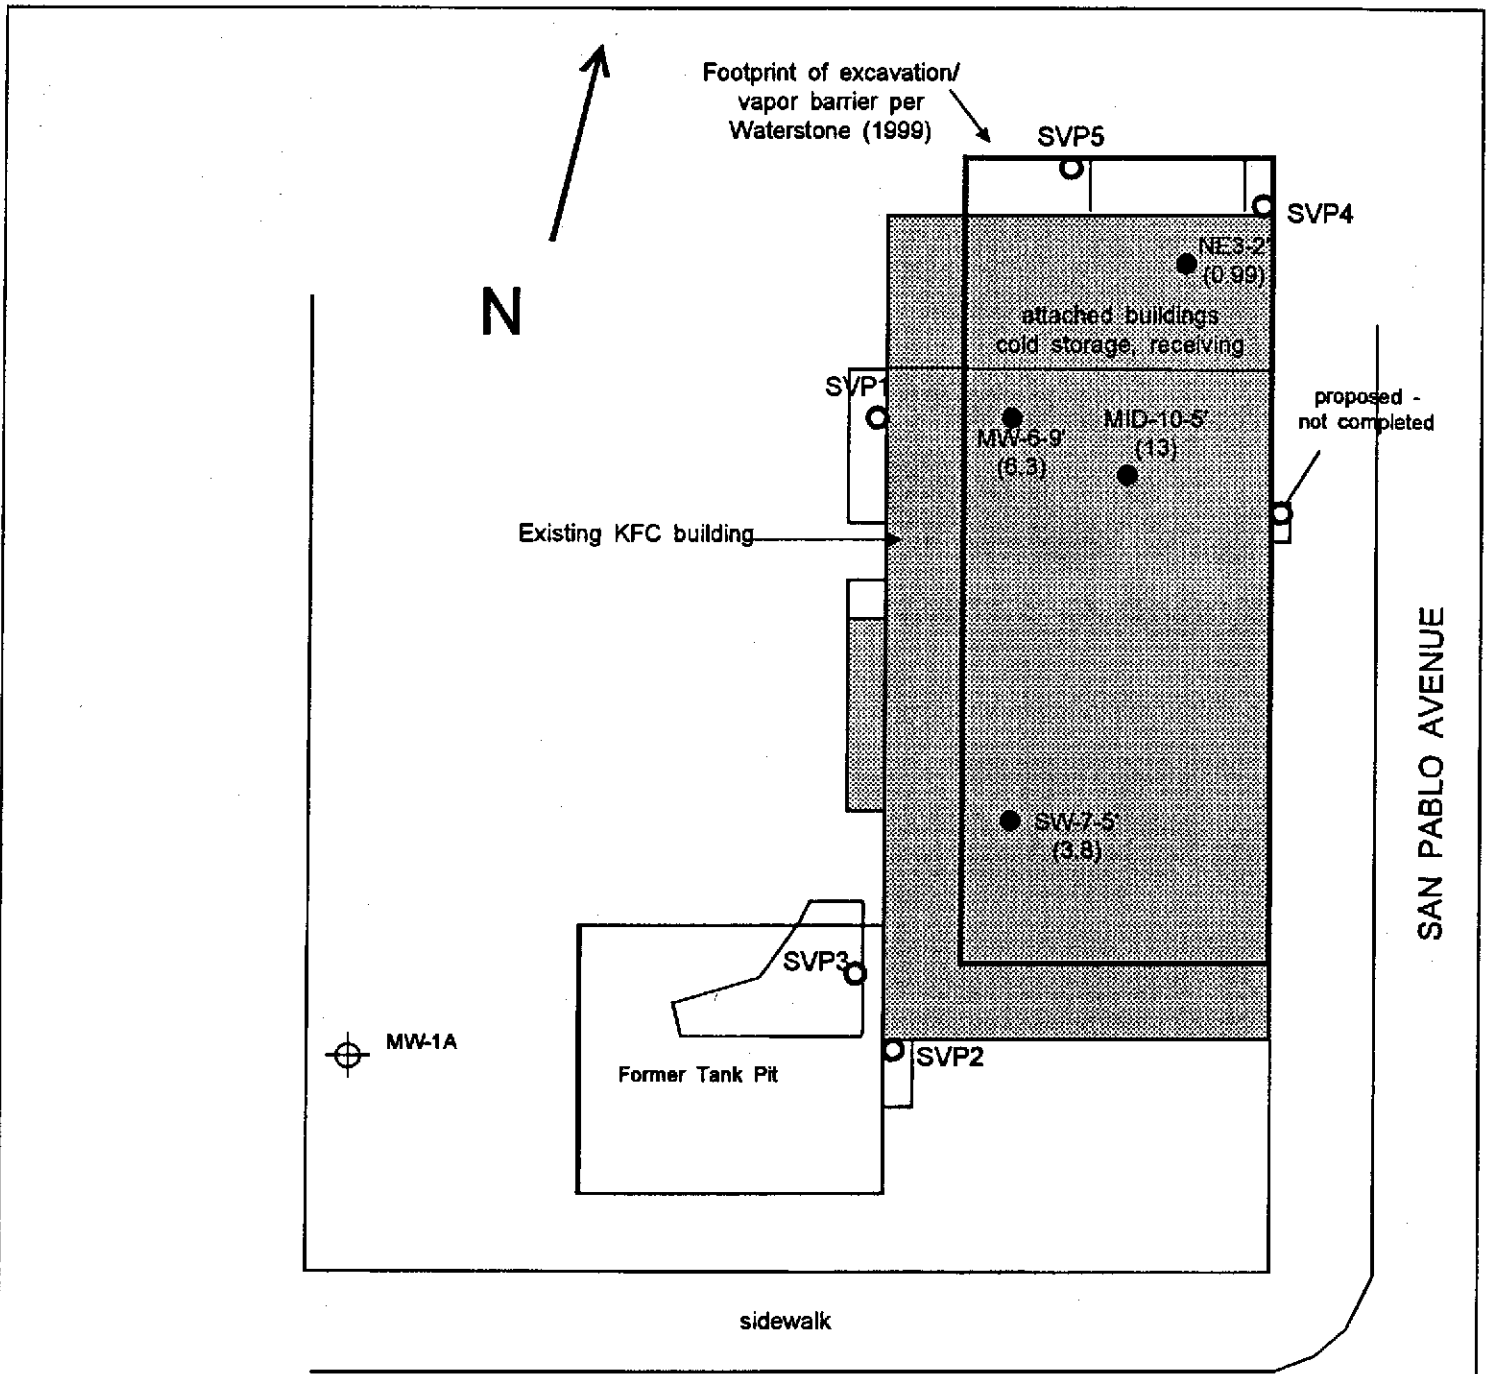 Footprint of excavation/
vapor barrier per
Waterstone (1999)
SVP5
SVP4
N
NE3-2'
(0.99)
attached buildings
cold storage, receiving
SVP1
proposed -
not completed
MW-6-9'
(6.3)
MID-10-5'
(13)
Existing KFC building
SAN PABLO AVENUE
SW-7-5'
(3.8)
SVP3
MW-1A
SVP2
Former Tank Pit
sidewalk